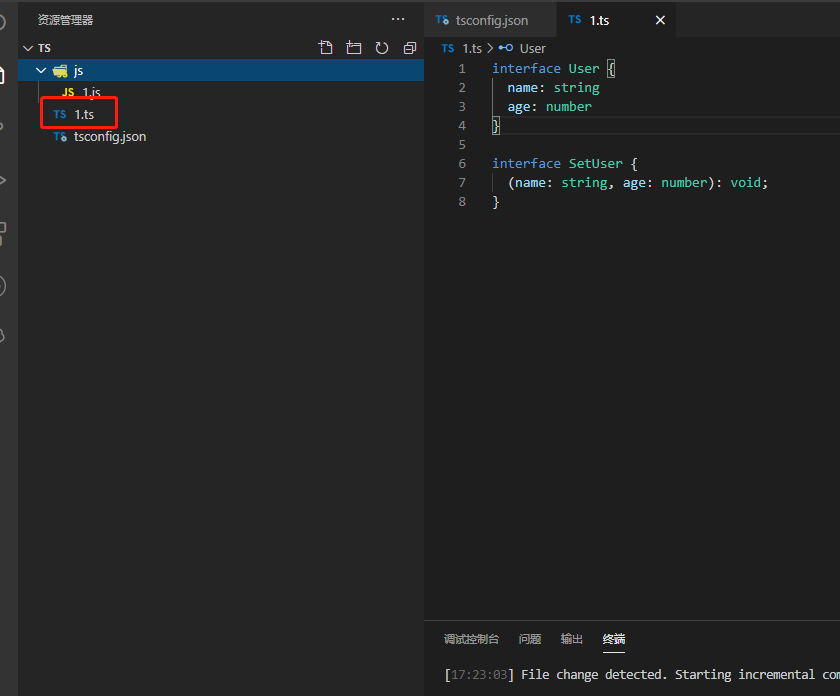 资源管理器
TS
js
JS 1.js
TS 1.ts
TS tsconfig.json
TS tsconfig.json
TS 1.ts
TS 1.ts > User
1 interface User {
2 name: string
3 age: number
4 }
5
6 interface SetUser {
7 (name: string, age: number): void;
8 }
调试控制台 问题 输出 终端
[17:23:03] File change detected. Starting incremental